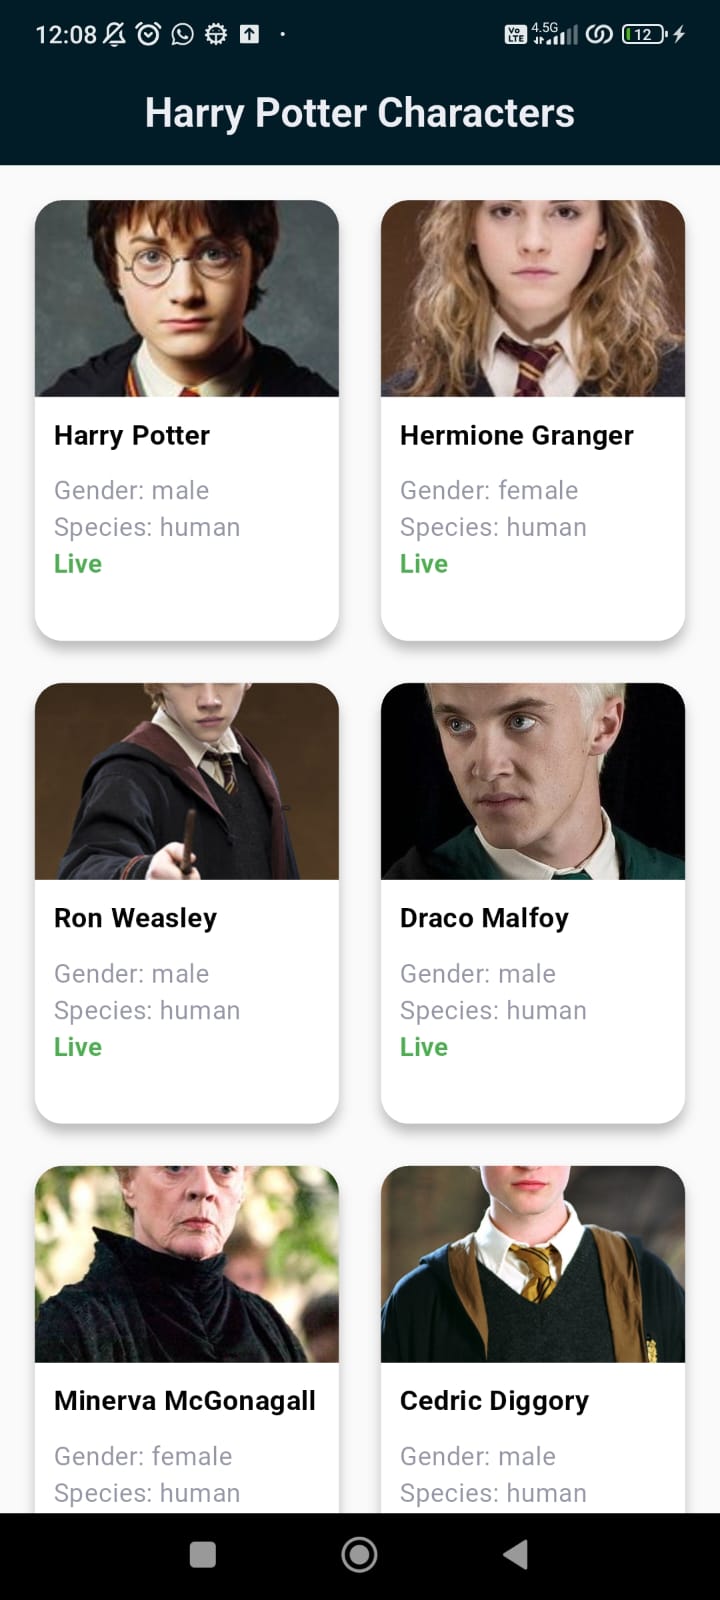 12:08
Vo
LTE
4.5G
12
Harry Potter Characters
Harry Potter
Gender: male
Species: human
Live
Hermione Granger
Gender: female
Species: human
Live
Ron Weasley
Gender: male
Species: human
Live
Draco Malfoy
Gender: male
Species: human
Live
Minerva McGonagall
Gender: female
Species: human
Cedric Diggory
Gender: male
Species: human